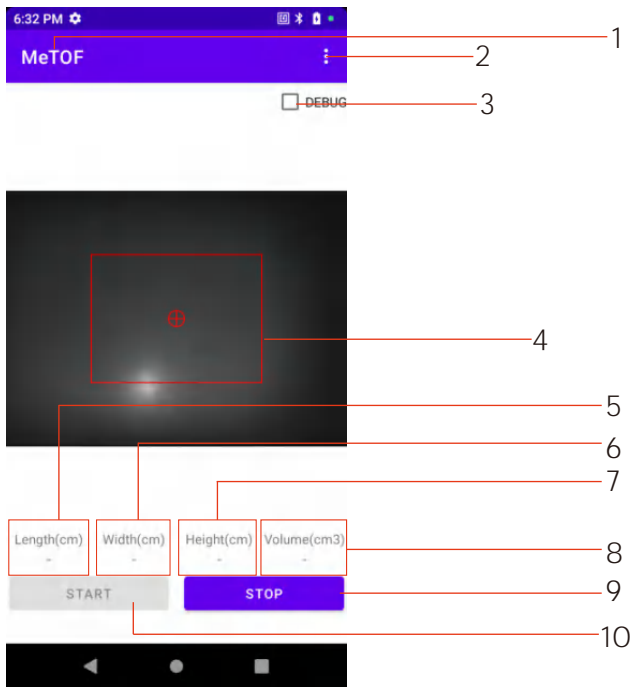 6:32 PM
MeTOF
1
2
DEBUG
3
4
5
6
7
Length(cm) Width(cm) Height(cm) Volume(cm3)
- - - -
8
START STOP
9
10